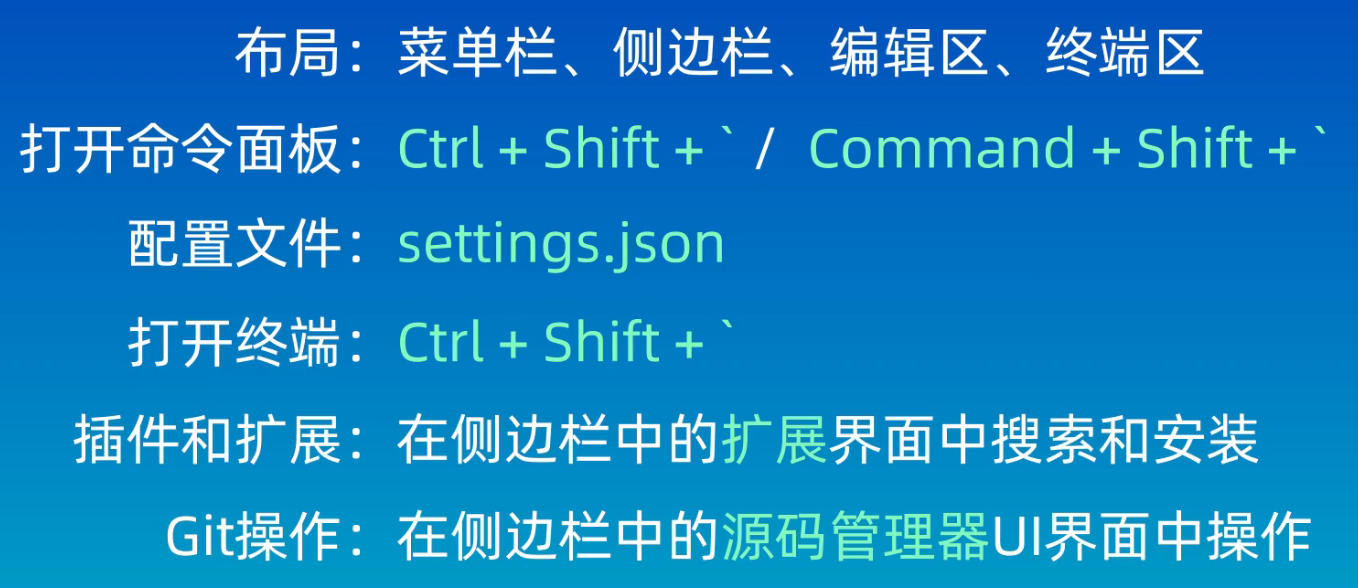 布局：菜单栏、侧边栏、编辑区、终端区
打开命令面板：Ctrl + Shift + ` / Command + Shift + `
配置文件：settings.json
打开终端：Ctrl + Shift + `
插件和扩展：在侧边栏中的扩展界面中搜索和安装
Git操作：在侧边栏中的源码管理器UI界面中操作